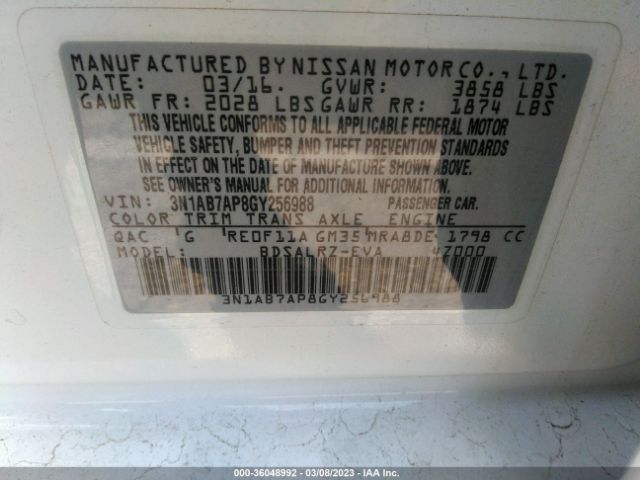 MANUFACTURED BY NISSAN MOTOR CO., LTD.
DATE: 03/16. GVWR: 3858 LBS
GAWR FR: 2028 LBS GAWR RR: 1874 LBS
THIS VEHICLE CONFORMS TO ALL APPLICABLE FEDERAL MOTOR
VEHICLE SAFETY, BUMPER AND THEFT PREVENTION STANDARDS
IN EFFECT ON THE DATE OF MANUFACTURE SHOWN ABOVE.
SEE OWNER'S MANUAL FOR ADDITIONAL INFORMATION.
VIN: 3N1AB7AP8GY256988 PASSENGER CAR.
COLOR TRIM TRANS AXLE ENGINE
QAC G RE0F11A GM35 MRA8DE 1798 CC
MODEL: BDSALRZ-EVA 4Z000
3N1AB7AP8GY256988
000-36048992 / 03/08/2023 - IAA Inc.